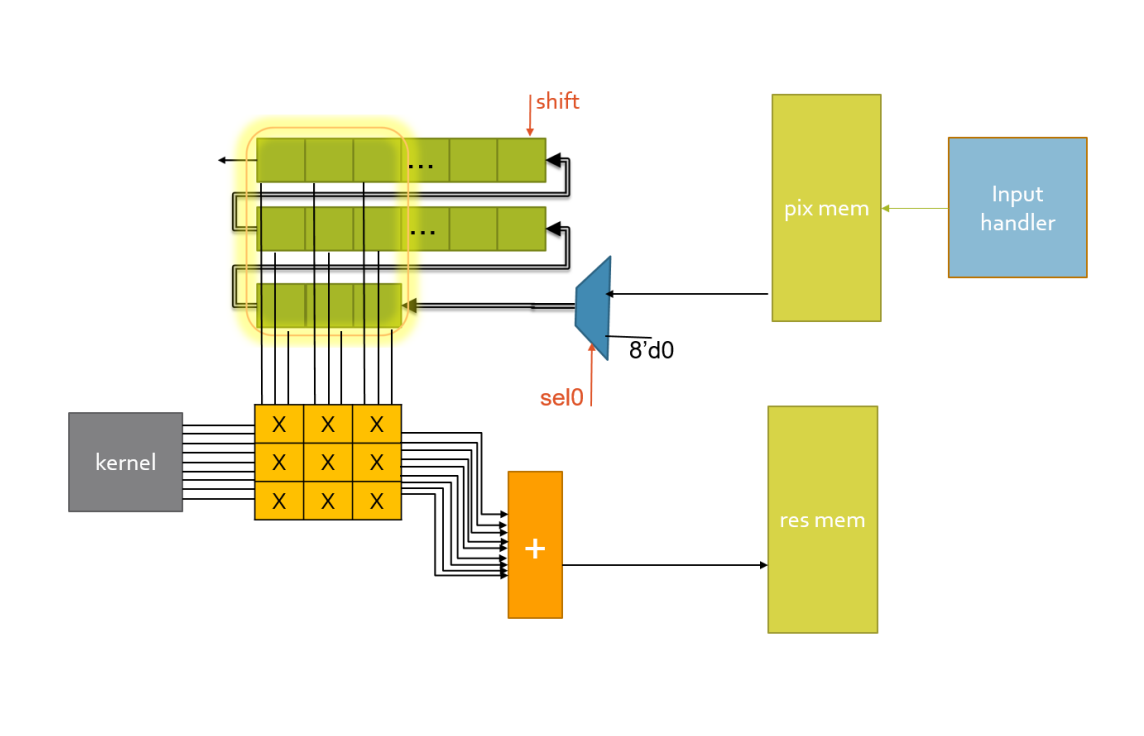 shift
...
...
pix mem
Input
handler
8'd0
sel0
kernel
X X X
X X X
X X X
+
res mem